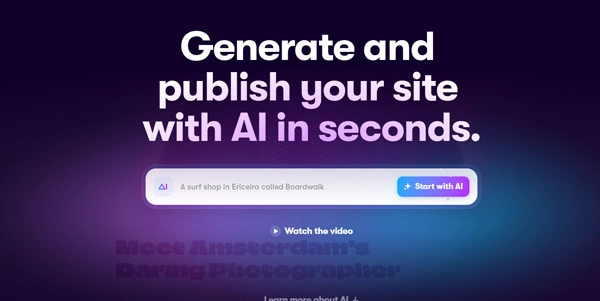 Generate and
publish your site
with AI in seconds.
AI
A surf shop in Ericeira called Boardwalk
Start with AI
Watch the video
Meet Amsterdam's
Daring Photographer
Learn more about AI ↓